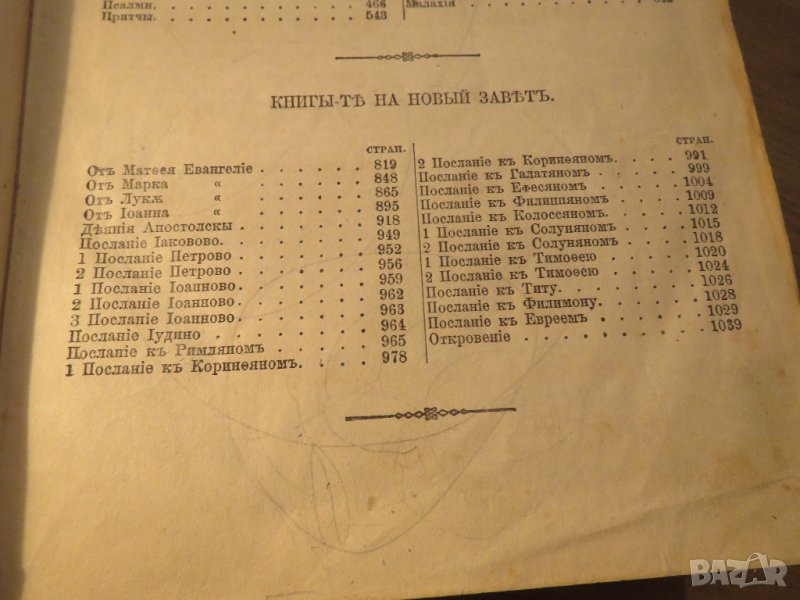 Псалми. 466
Притчы. 543
Малахія
КНИГЫ-ТѢ НА НОВЫЙ ЗАВѢТЪ.
СТРАН.
Отъ Матѳея Евангеліе . . . . . . 819
Отъ Марка « . . . . . . 848
Отъ Лукѫ « . . . . . . 865
Отъ Іоанна « . . . . . . 895
Дѣянія Апостолскы . . . . . . . 918
Посланіе Іаковово. . . . . . . . 949
1 Посланіе Петрово . . . . . . . 952
2 Посланіе Петрово . . . . . . . 956
1 Посланіе Іоанново. . . . . . . 959
2 Посланіе Іоанново. . . . . . . 962
3 Посланіе Іоанново. . . . . . . 963
Посланіе Іудино . . . . . . . . 964
Посланіе къ Римляномъ . . . . . . 965
1 Посланіе къ Коринѳяномъ. . . . . 978
СТРАН.
2 Посланіе къ Коринѳяномъ. . . . . 991
Посланіе къ Галатяномъ . . . . . 999
Посланіе къ Ефесяномъ . . . . . 1004
Посланіе къ Филиппяномъ . . . . 1009
Посланіе къ Колоссяномъ. . . . . 1012
1 Посланіе къ Солуняномъ . . . . . 1015
2 Посланіе къ Солуняномъ . . . . . 1018
1 Посланіе къ Тимоѳею . . . . . . 1020
2 Посланіе къ Тимоѳею . . . . . . 1024
Посланіе къ Титу. . . . . . . . 1026
Посланіе къ Филимону. . . . . . 1028
Посланіе къ Евреемъ . . . . . . 1029
Откровеніе . . . . . . . . . . 1039
BAZAR